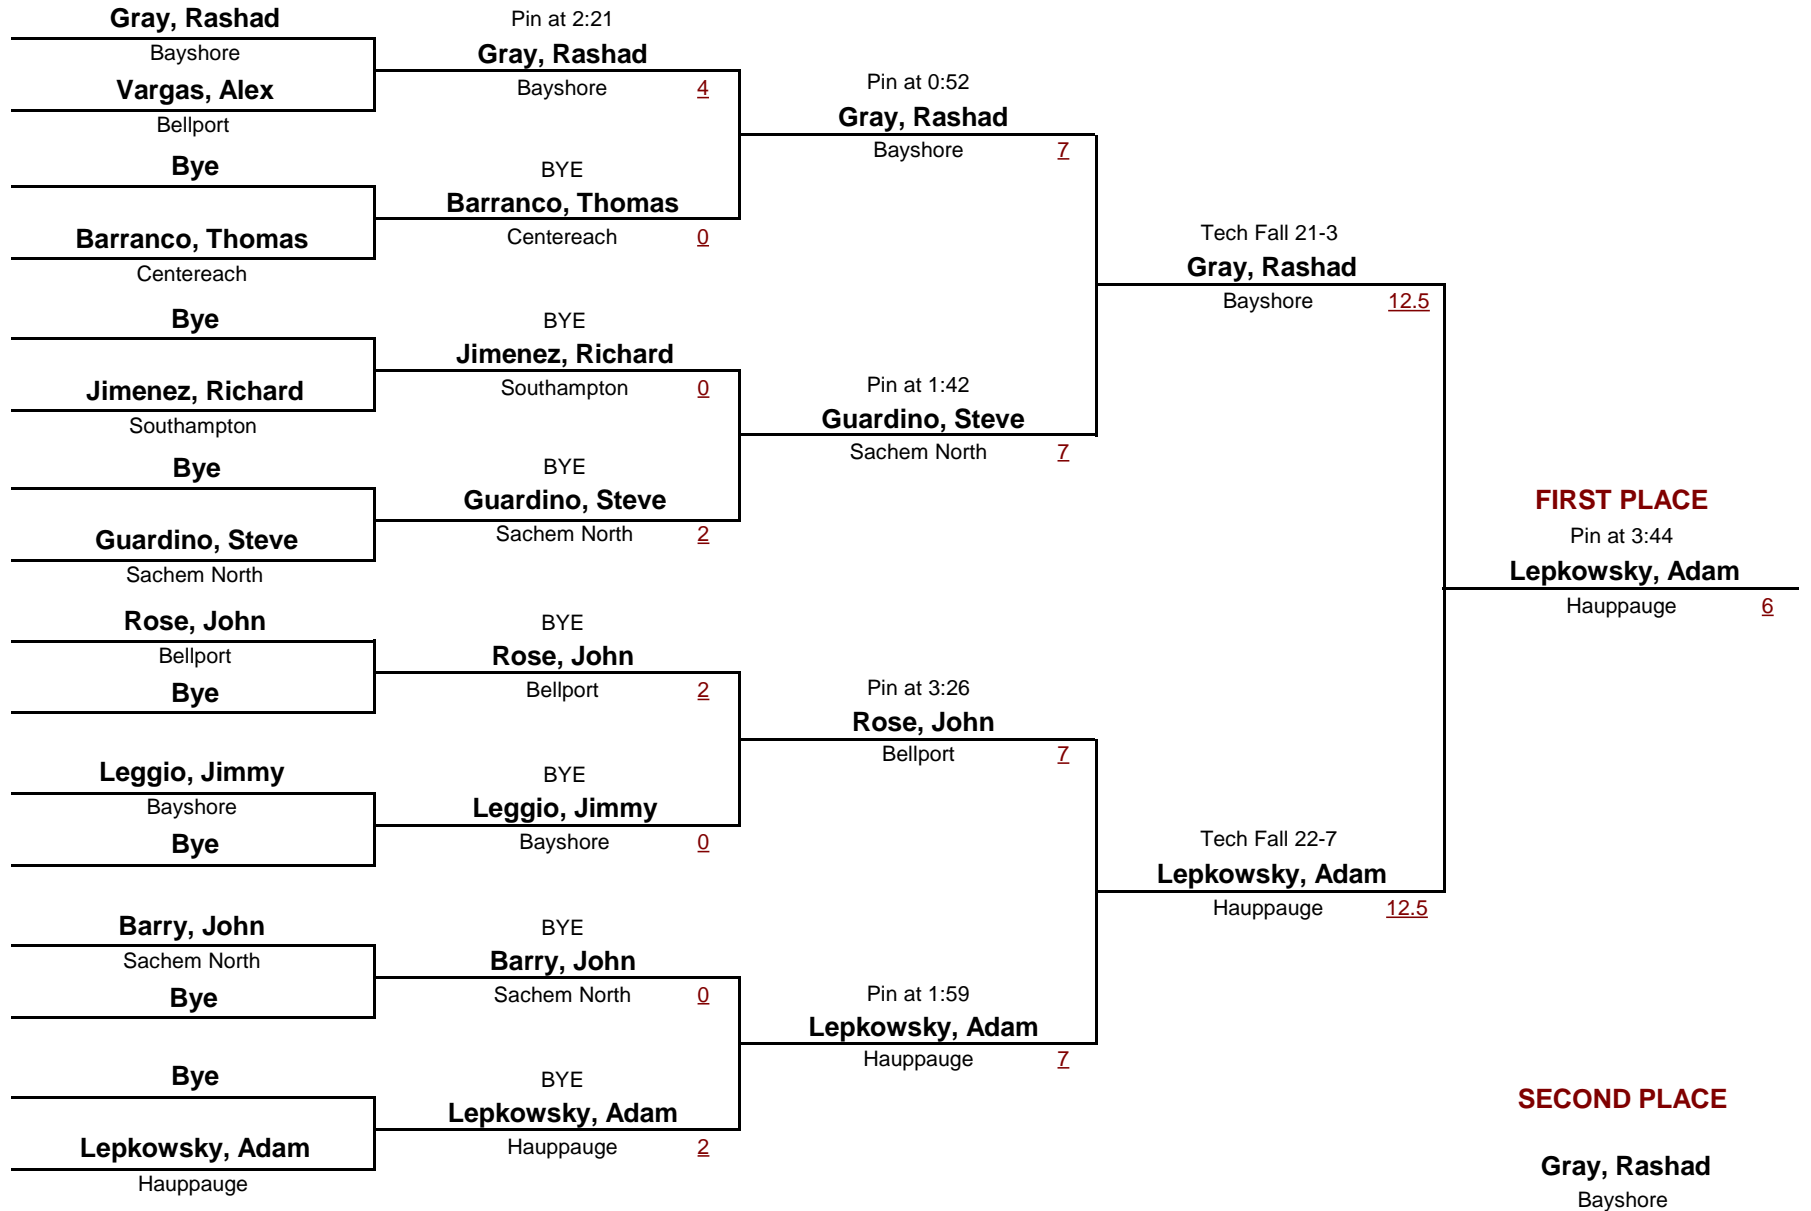 Gray, Rashad
Bayshore
Vargas, Alex
Bellport
Bye
Barranco, Thomas
Centereach
Bye
Jimenez, Richard
Southampton
Bye
Guardino, Steve
Sachem North
Rose, John
Bellport
Bye
Leggio, Jimmy
Bayshore
Bye
Barry, John
Sachem North
Bye
Bye
Lepkowsky, Adam
Hauppauge
Pin at 2:21
Gray, Rashad
Bayshore 4
BYE
Barranco, Thomas
Centereach 0
BYE
Jimenez, Richard
Southampton 0
BYE
Guardino, Steve
Sachem North 2
BYE
Rose, John
Bellport 2
BYE
Leggio, Jimmy
Bayshore 0
BYE
Barry, John
Sachem North 0
BYE
Lepkowsky, Adam
Hauppauge 2
Pin at 0:52
Gray, Rashad
Bayshore 7
Pin at 1:42
Guardino, Steve
Sachem North 7
Pin at 3:26
Rose, John
Bellport 7
Pin at 1:59
Lepkowsky, Adam
Hauppauge 7
Tech Fall 21-3
Gray, Rashad
Bayshore 12.5
Tech Fall 22-7
Lepkowsky, Adam
Hauppauge 12.5
FIRST PLACE
Pin at 3:44
Lepkowsky, Adam
Hauppauge 6
SECOND PLACE
Gray, Rashad
Bayshore